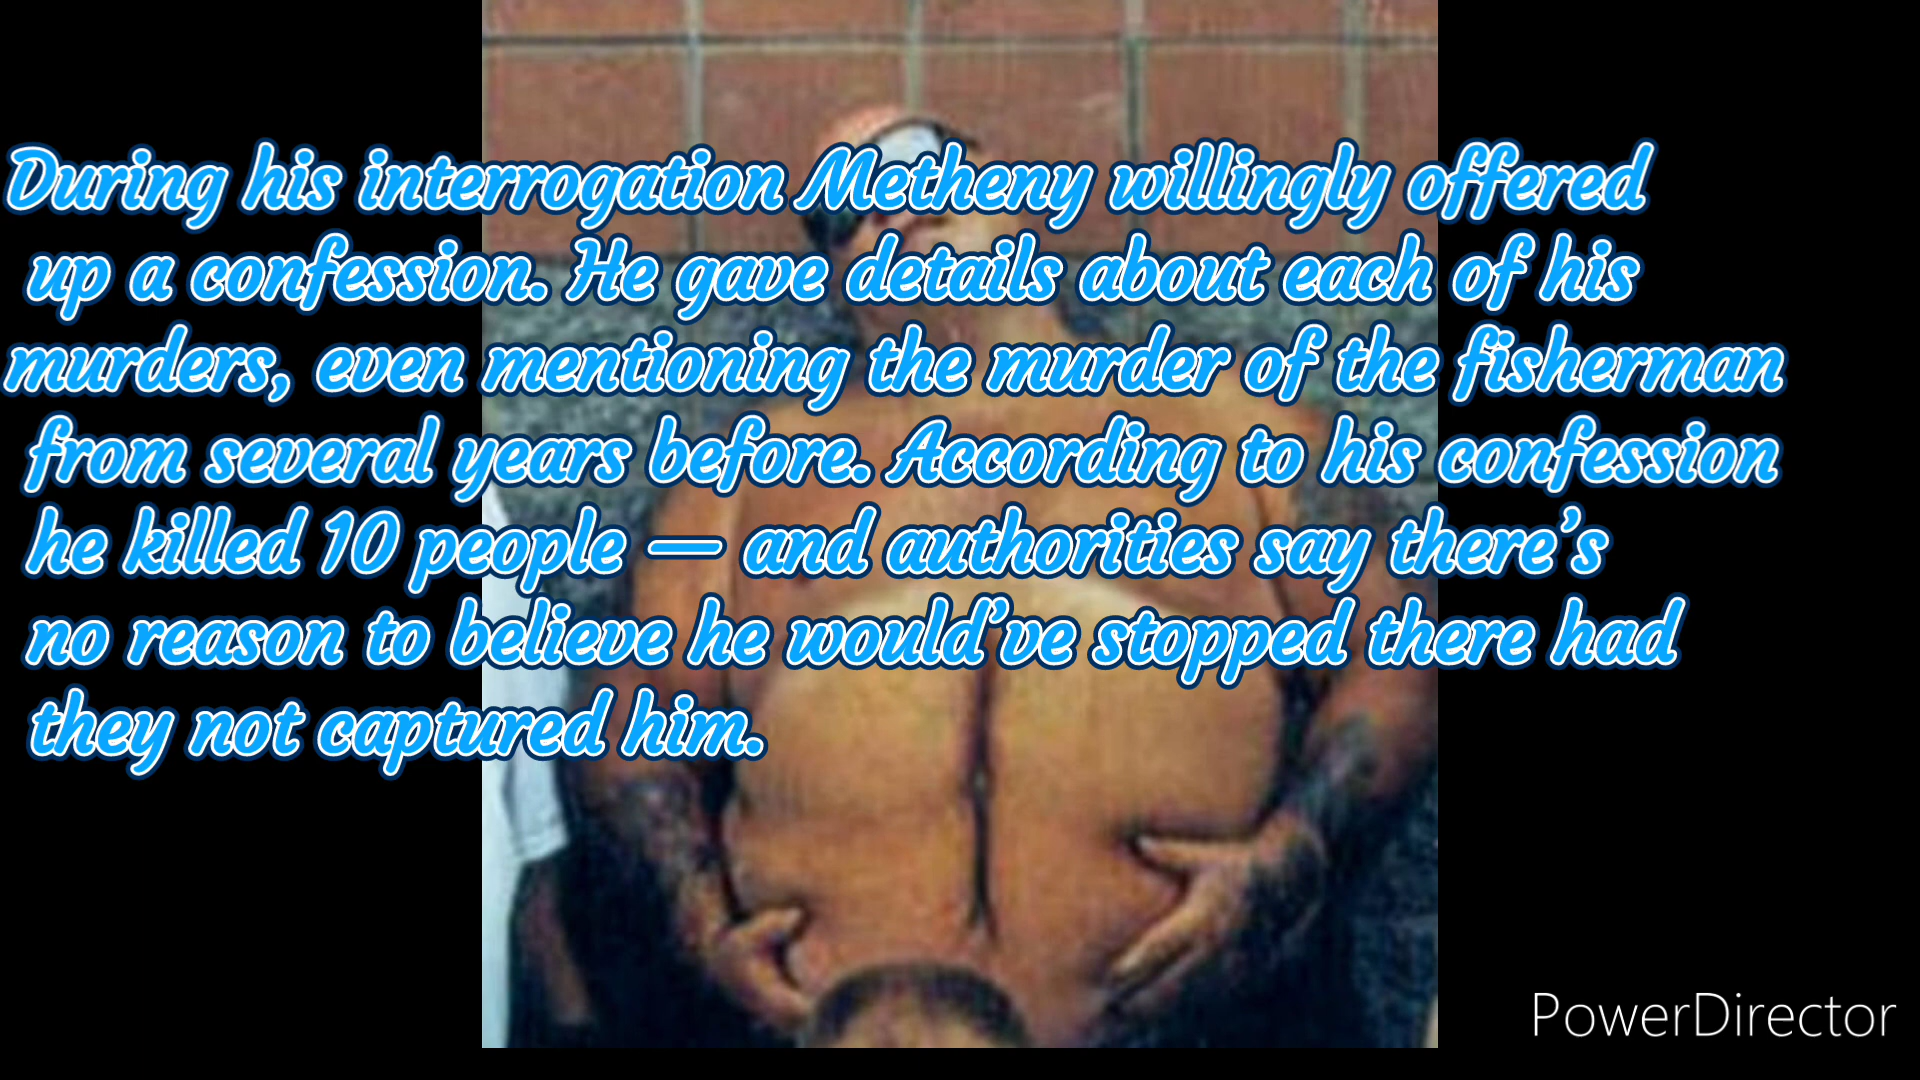 During his interrogation Metheny willingly offered
up a confession. He gave details about each of his
murders, even mentioning the murder of the fisherman
from several years before. According to his confession
he killed 10 people — and authorities say there’s
no reason to believe he would’ve stopped there had
they not captured him.
PowerDirector